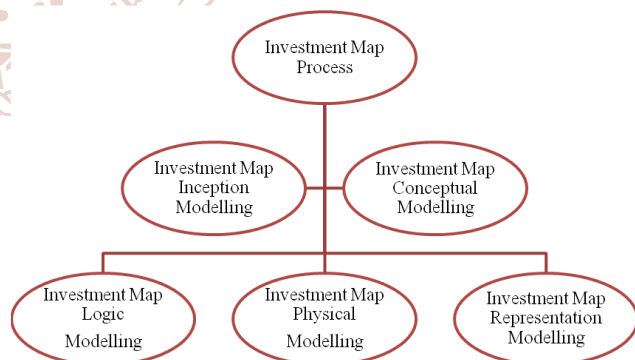 Investment Map
Process
Investment Map
Inception
Modelling
Investment Map
Conceptual
Modelling
Investment Map
Logic
Modelling
Investment Map
Physical
Modelling
Investment Map
Representation
Modelling